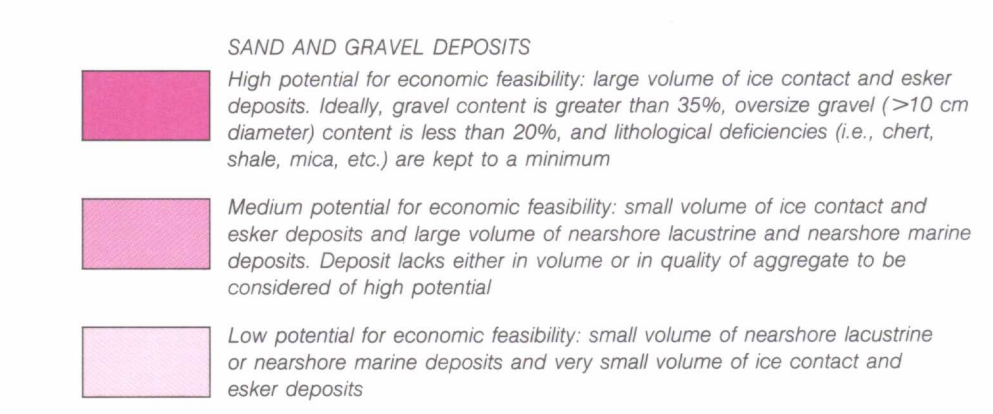 SAND AND GRAVEL DEPOSITS
High potential for economic feasibility: large volume of ice contact and esker
deposits. Ideally, gravel content is greater than 35%, oversize gravel (>10 cm
diameter) content is less than 20%, and lithological deficiencies (i.e., chert,
shale, mica, etc.) are kept to a minimum
Medium potential for economic feasibility: small volume of ice contact and
esker deposits and large volume of nearshore lacustrine and nearshore marine
deposits. Deposit lacks either in volume or in quality of aggregate to be
considered of high potential
Low potential for economic feasibility: small volume of nearshore lacustrine
or nearshore marine deposits and very small volume of ice contact and
esker deposits